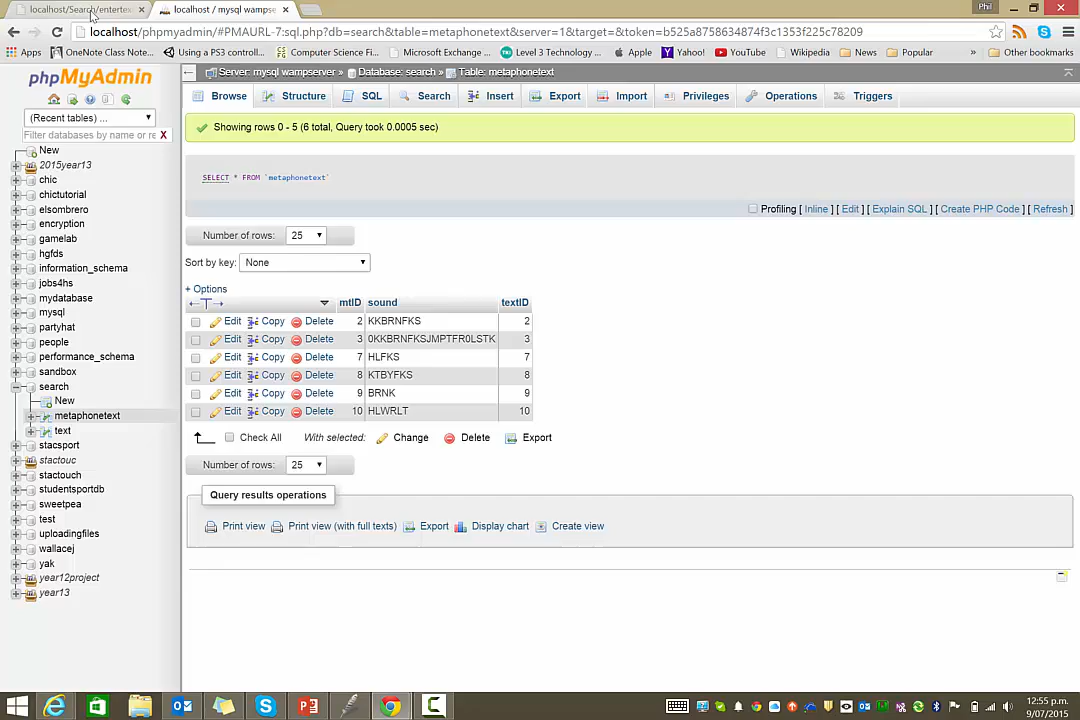 localhost/Search/entertex
localhost / mysql wampse
Phil
localhost/phpmyadmin/#PMAURL-7:sql.php?db=search&table=metaphonetext&server=1&target=&token=b525a8758634874f3c1353f225c78209
Apps
OneNote Class Note...
Using a PS3 controll...
Computer Science Fi...
Microsoft Exchange ...
Level 3 Technology ...
Apple
Yahoo!
YouTube
Wikipedia
News
Popular
»
Other bookmarks
phpMyAdmin
(Recent tables) ...
Filter databases by name or re X
New
2015year13
chic
chictutorial
elsombrero
encryption
gamelab
hgfds
information_schema
jobs4hs
mydatabase
mysql
partyhat
people
performance_schema
sandbox
search
New
metaphonetext
text
stacsport
stactouc
stactouch
studentsportdb
sweetpea
test
uploadingfiles
wallacej
yak
year12project
year13
Server: mysql wampserver » Database: search » Table: metaphonetext
Browse Structure SQL Search Insert Export Import Privileges Operations Triggers
Showing rows 0 - 5 (6 total, Query took 0.0005 sec)
SELECT * FROM `metaphonetext`
Profiling [ Inline ] [ Edit ] [ Explain SQL ] [ Create PHP Code ] [ Refresh ]
Number of rows: 25
Sort by key: None
+ Options
←T→ mtID sound textID
Edit Copy Delete 2 KKBRNFKS 2
Edit Copy Delete 3 0KKBRNFKSJMPTFR0LSTK 3
Edit Copy Delete 7 HLFKS 7
Edit Copy Delete 8 KTBYFKS 8
Edit Copy Delete 9 BRNK 9
Edit Copy Delete 10 HLWRLT 10
Check All With selected: Change Delete Export
Number of rows: 25
Query results operations
Print view Print view (with full texts) Export Display chart Create view
12:55 p.m.
9/07/2015